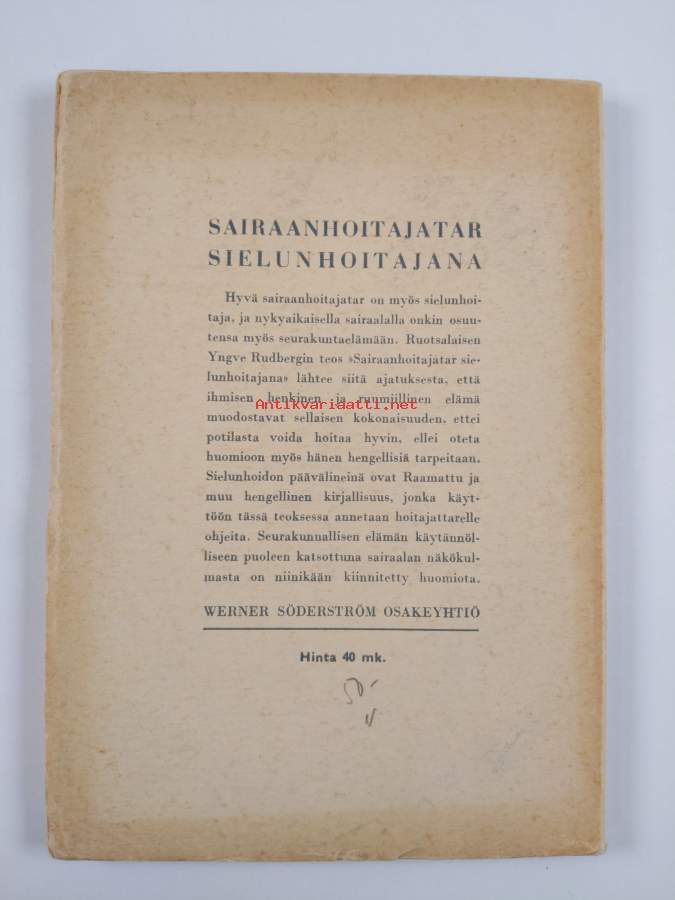 SAIRAANHOITAJATAR
SIELUNHOITAJANA
Hyvä sairaanhoitajatar on myös sielunhoi-
taja, ja nykyaikaisella sairaalalla onkin osuu-
tensa myös seurakuntaelämään. Ruotsalaisen
Yngve Rudbergin teos »Sairaanhoitajatar sie-
lunhoitajana» lähtee siitä ajatuksesta, että
ihmisen henkinen ja ruumiillinen elämä
Antikvariaatti.net
muodostavat sellaisen kokonaisuuden, ettei
potilasta voida hoitaa hyvin, ellei oteta
huomioon myös hänen hengellisiä tarpeitaan.
Sielunhoidon päävälineinä ovat Raamattu ja
muu hengellinen kirjallisuus, jonka käyt-
töön tässä teoksessa annetaan hoitajattarelle
ohjeita. Seurakunnallisen elämän käytännöl-
liseen puoleen katsottuna sairaalan näkökul-
masta on niinikään kiinnitetty huomiota.
WERNER SÖDERSTRÖM OSAKEYHTIÖ
Hinta 40 mk.